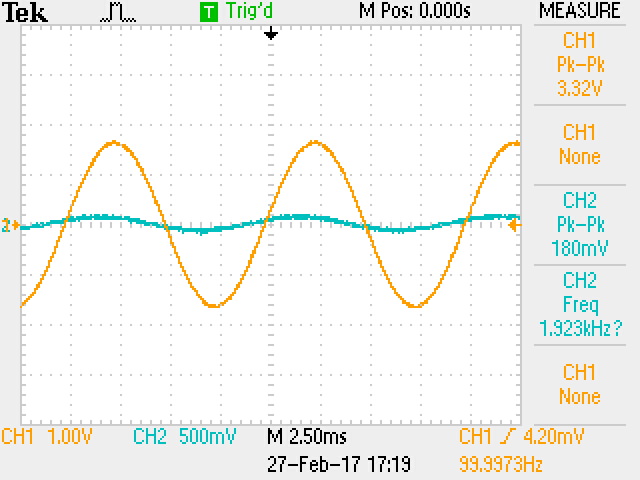 Tek T Trig'd M Pos: 0.000s MEASURE
CH1
Pk-Pk
3.32V
CH1
None
CH2
Pk-Pk
180mV
CH2
Freq
1.923kHz?
CH1
None
2
CH1 1.00V CH2 500mV M 2.50ms CH1 4.20mV
27-Feb-17 17:19 99.9973Hz